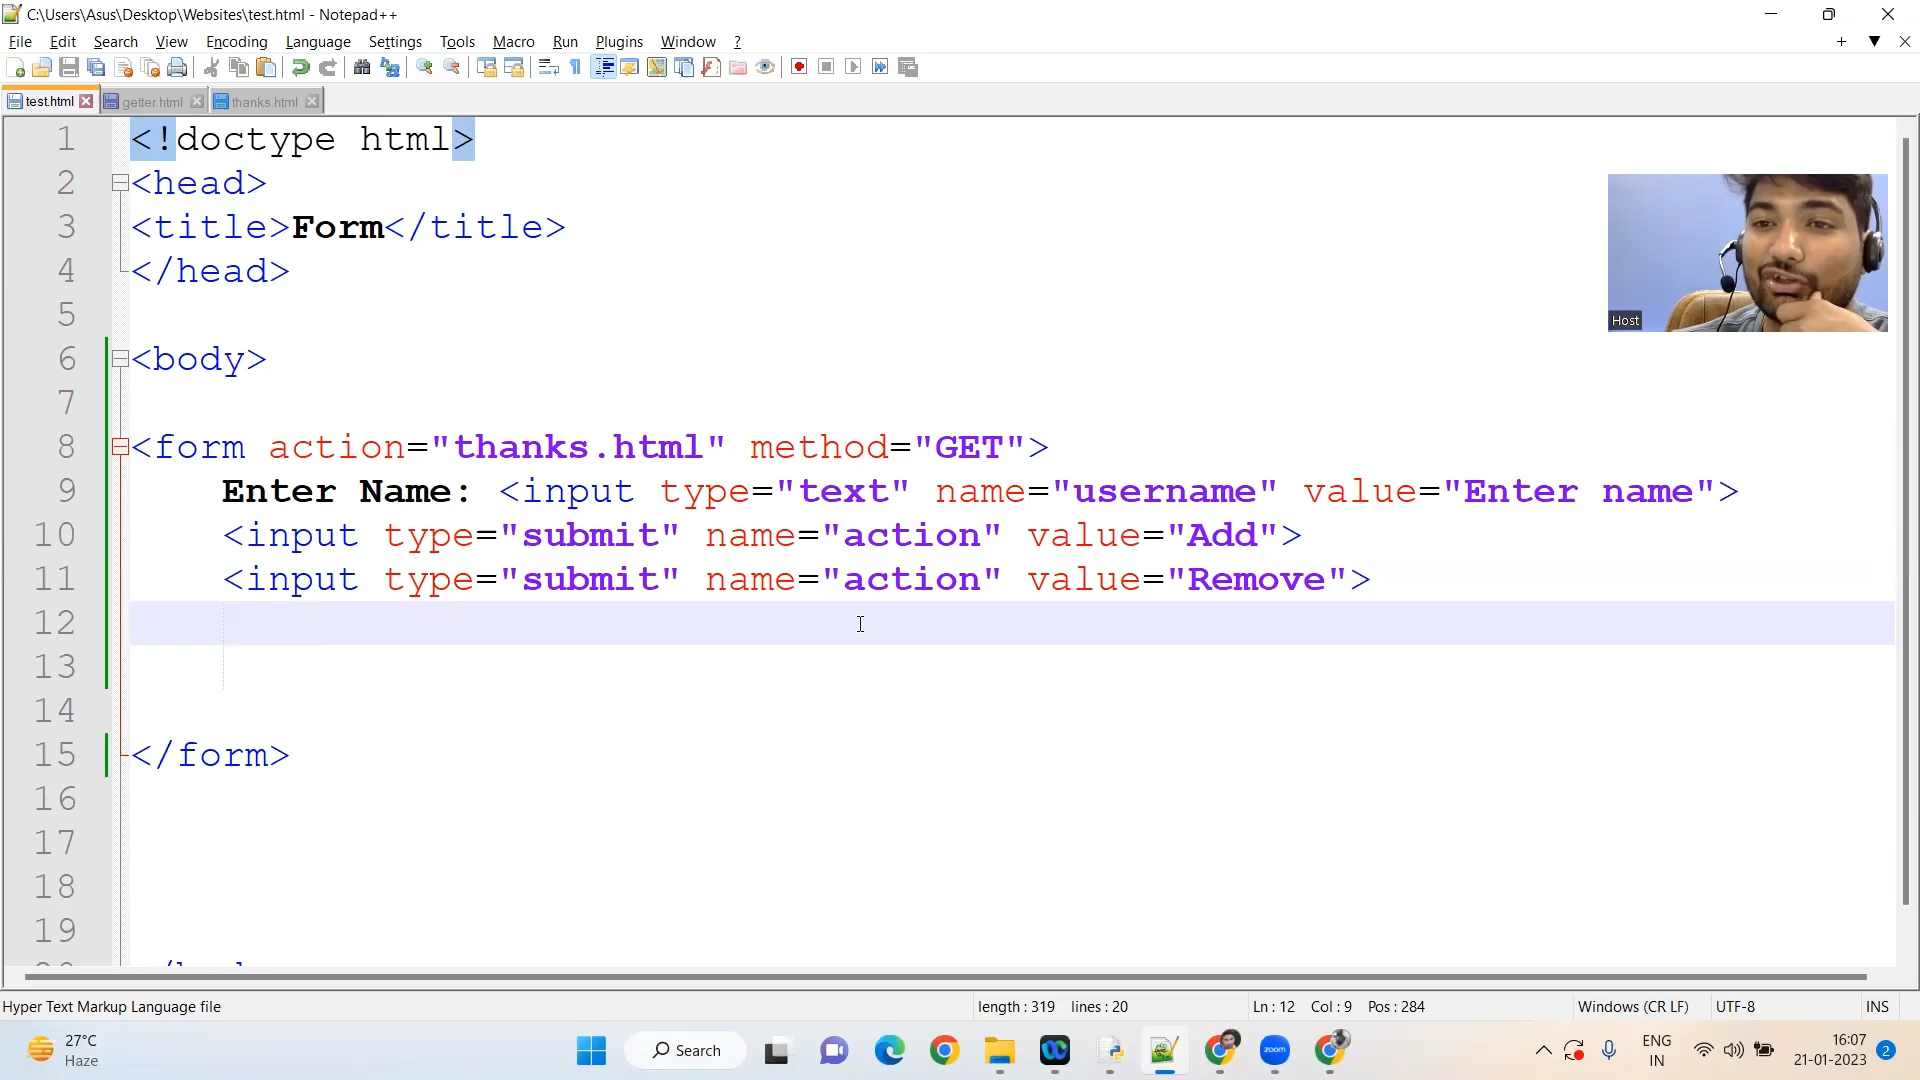 C:\Users\Asus\Desktop\Websites\test.html - Notepad++
File Edit Search View Encoding Language Settings Tools Macro Run Plugins Window ?
test.html getter.html thanks.html
1 <!doctype html>
2 <head>
3 <title>Form</title>
4 </head>
5
6 <body>
7
8 <form action="thanks.html" method="GET">
9 Enter Name: <input type="text" name="username" value="Enter name">
10 <input type="submit" name="action" value="Add">
11 <input type="submit" name="action" value="Remove">
12
13
14
15 </form>
16
17
18
19
Host
Hyper Text Markup Language file length : 319 lines : 20 Ln : 12 Col : 9 Pos : 284 Windows (CR LF) UTF-8 INS
27°C
Haze
Search
zoom
ENG
IN
16:07
21-01-2023
2